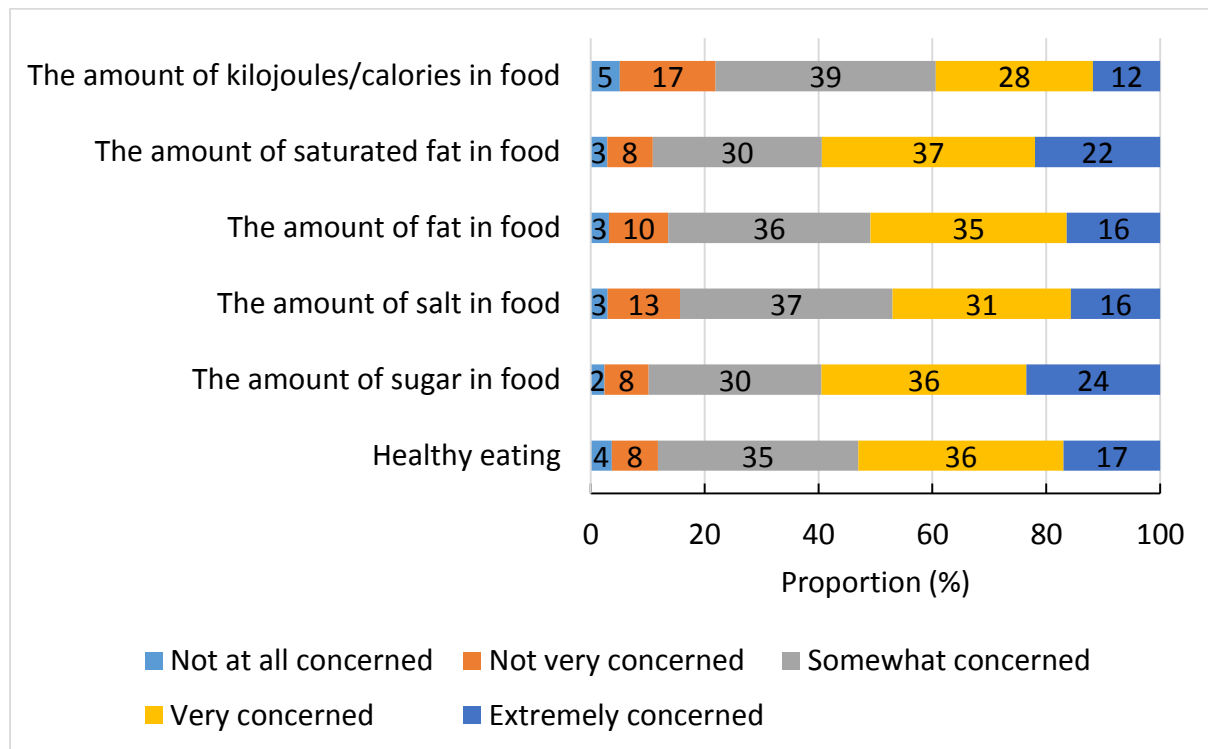 The amount of kilojoules/calories in food 5 17 39 28 12
The amount of saturated fat in food 3 8 30 37 22
The amount of fat in food 3 10 36 35 16
The amount of salt in food 3 13 37 31 16
The amount of sugar in food 2 8 30 36 24
Healthy eating 4 8 35 36 17
0 20 40 60 80 100
Proportion (%)
Not at all concerned Not very concerned Somewhat concerned
Very concerned Extremely concerned